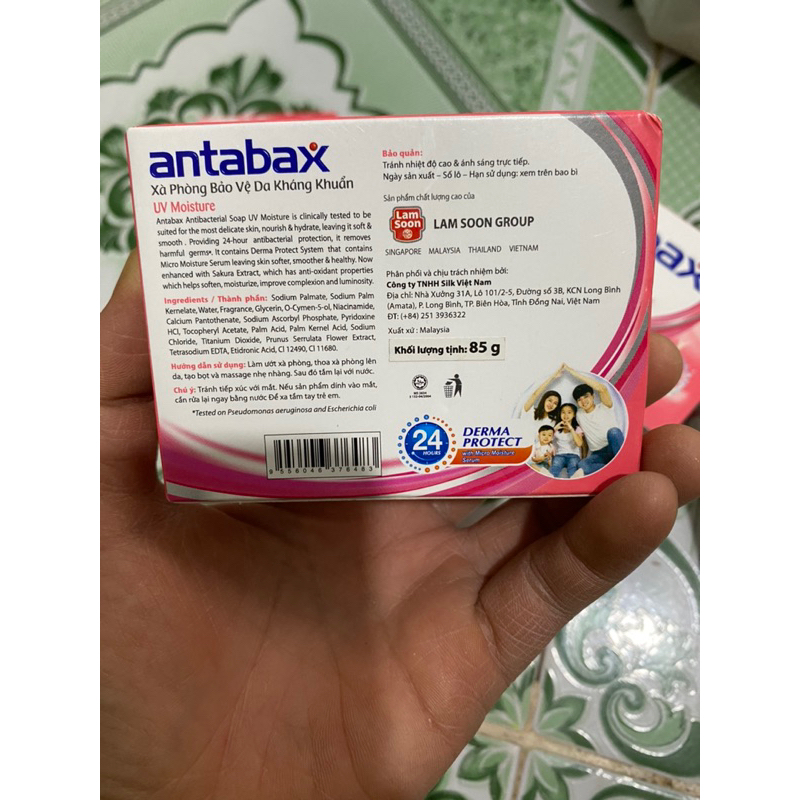 antabax
Xà Phòng Bảo Vệ Da Kháng Khuẩn
UV Moisture
Antabax Antibacterial Soap UV Moisture is clinically tested to be
suited for the most delicate skin, nourish & hydrate, leaving it soft &
smooth. Providing 24-hour antibacterial protection, it removes
harmful germs*. It contains Derma Protect System that contains
Micro Moisture Serum leaving skin softer, smoother & healthy. Now
enhanced with Sakura Extract, which has anti-oxidant properties
which helps soften, moisturize, improve complexion and luminosity.
Ingredients / Thành phần: Sodium Palmate, Sodium Palm
Kernelate, Water, Fragrance, Glycerin, O-Cymen-5-ol, Niacinamide,
Calcium Pantothenate, Sodium Ascorbyl Phosphate, Pyridoxine
HCl, Tocopheryl Acetate, Palm Acid, Palm Kernel Acid, Sodium
Chloride, Titanium Dioxide, Prunus Serrulata Flower Extract,
Tetrasodium EDTA, Etidronic Acid, CI 12490, CI 11680.
Hướng dẫn sử dụng: Làm ướt xà phòng, thoa xà phòng lên
da, tạo bọt và massage nhẹ nhàng. Sau đó tắm lại với nước.
Chú ý: Tránh tiếp xúc với mắt. Nếu sản phẩm dính vào mắt,
cần rửa lại ngay bằng nước Để xa tầm tay trẻ em.
*Tested on Pseudomonas aeruginosa and Escherichia coli
9 556046 376463
Bảo quản:
Tránh nhiệt độ cao & ánh sáng trực tiếp.
Ngày sản xuất – Số lô – Hạn sử dụng: xem trên bao bì
Sản phẩm chất lượng cao của
Lam Soon
LAM SOON GROUP
SINGAPORE MALAYSIA THAILAND VIETNAM
Phân phối và chịu trách nhiệm bởi:
Công ty TNHH Silk Việt Nam
Địa chỉ: Nhà Xưởng 31A, Lô 101/2-5, Đường số 3B, KCN Long Bình
(Amata), P. Long Bình, TP. Biên Hòa, Tỉnh Đồng Nai, Việt Nam
ĐT: (+84) 251 3936322
Xuất xứ : Malaysia
Khối lượng tịnh: 85 g
24
HOURS
DERMA
PROTECT
with Micro Moisture
Serum
bax